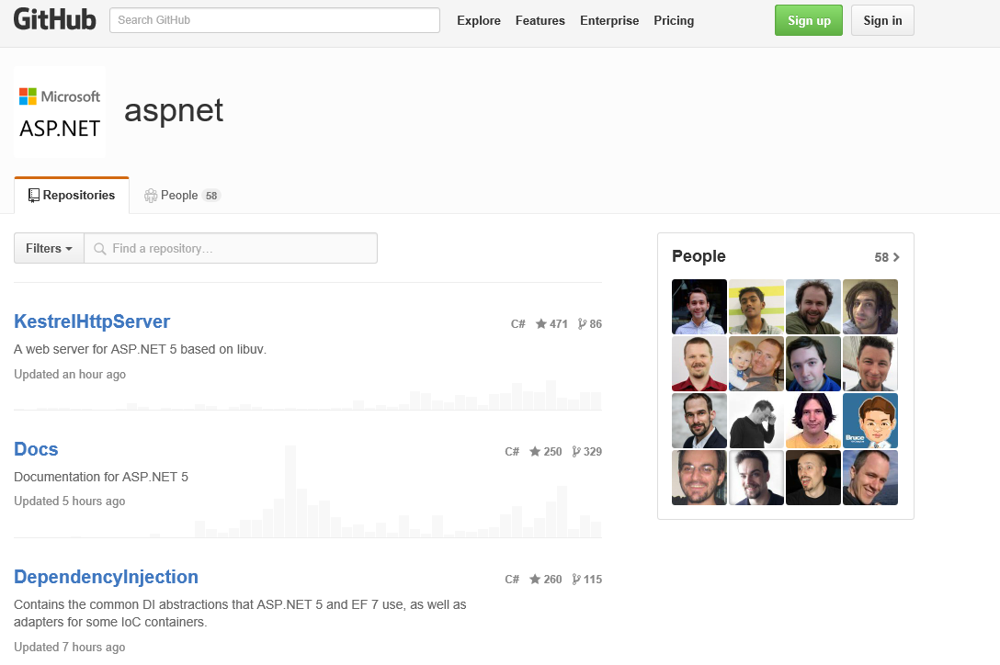 GitHub Search GitHub Explore Features Enterprise Pricing Sign up Sign in
Microsoft
ASP.NET
aspnet
Repositories People 58
Filters Find a repository...
People 58
KestrelHttpServer C# 471 86
A web server for ASP.NET 5 based on libuv.
Updated an hour ago
Docs C# 250 329
Documentation for ASP.NET 5
Updated 5 hours ago
Bruce
DependencyInjection C# 260 115
Contains the common DI abstractions that ASP.NET 5 and EF 7 use, as well as
adapters for some IoC containers.
Updated 7 hours ago